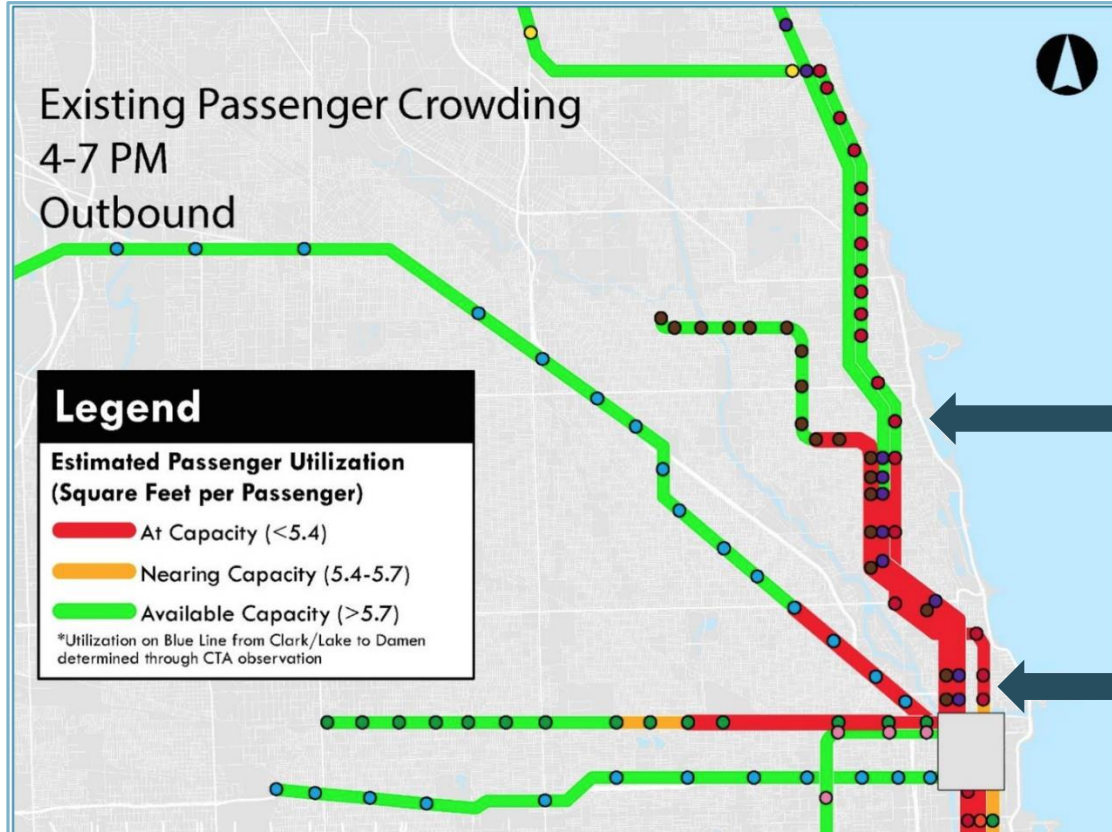 Existing Passenger Crowding
4-7 PM
Outbound
Legend
Estimated Passenger Utilization
(Square Feet per Passenger)
At Capacity (<5.4)
Nearing Capacity (5.4-5.7)
Available Capacity (>5.7)
*Utilization on Blue Line from Clark/Lake to Damen
determined through CTA observation